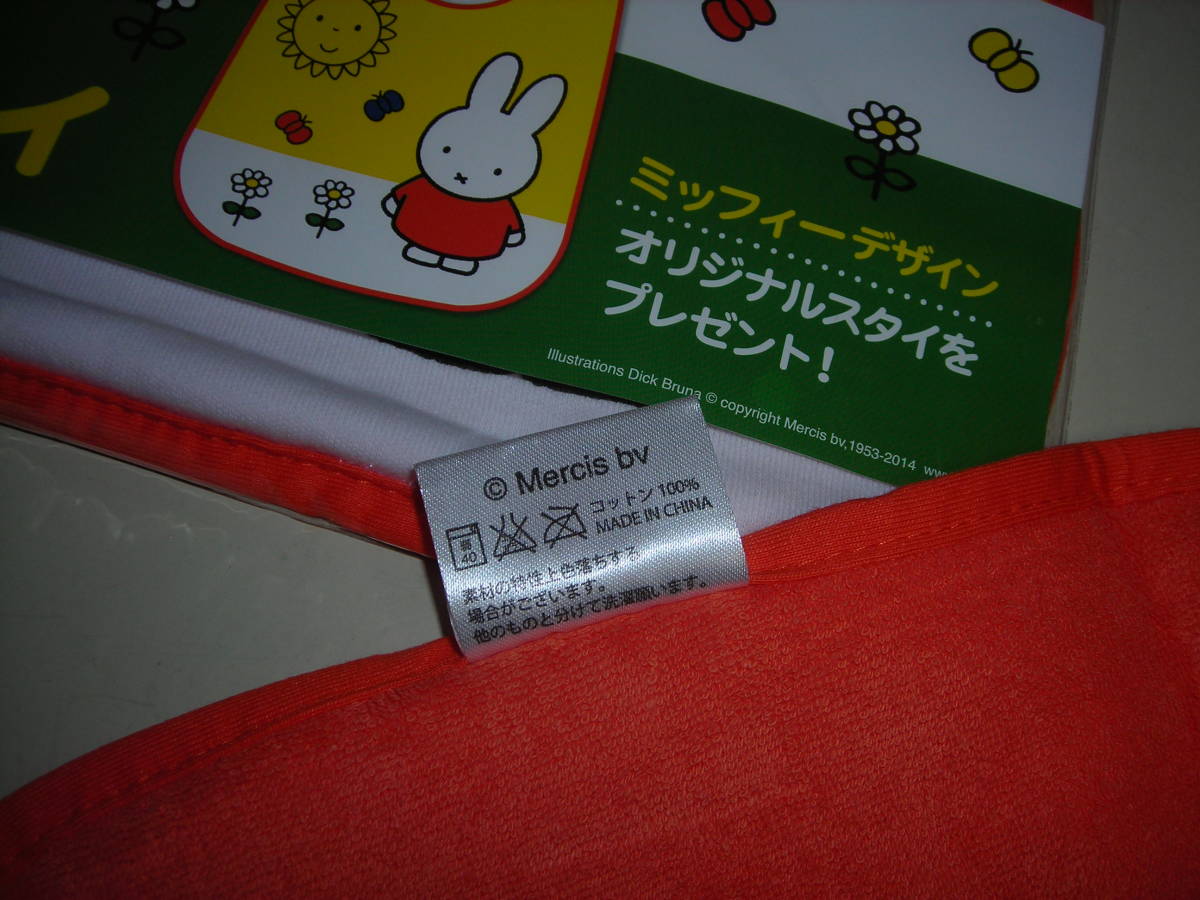 イ
ミッフィーデザイン
オリジナルスタイを
プレゼント!
Illustrations Dick Bruna © copyright Mercis bv,1953-2014 www
© Mercis bv
40
コットン 100%
MADE IN CHINA
素材の特性上色落ちする
場合がございます。
他のものと分けて洗濯願います。